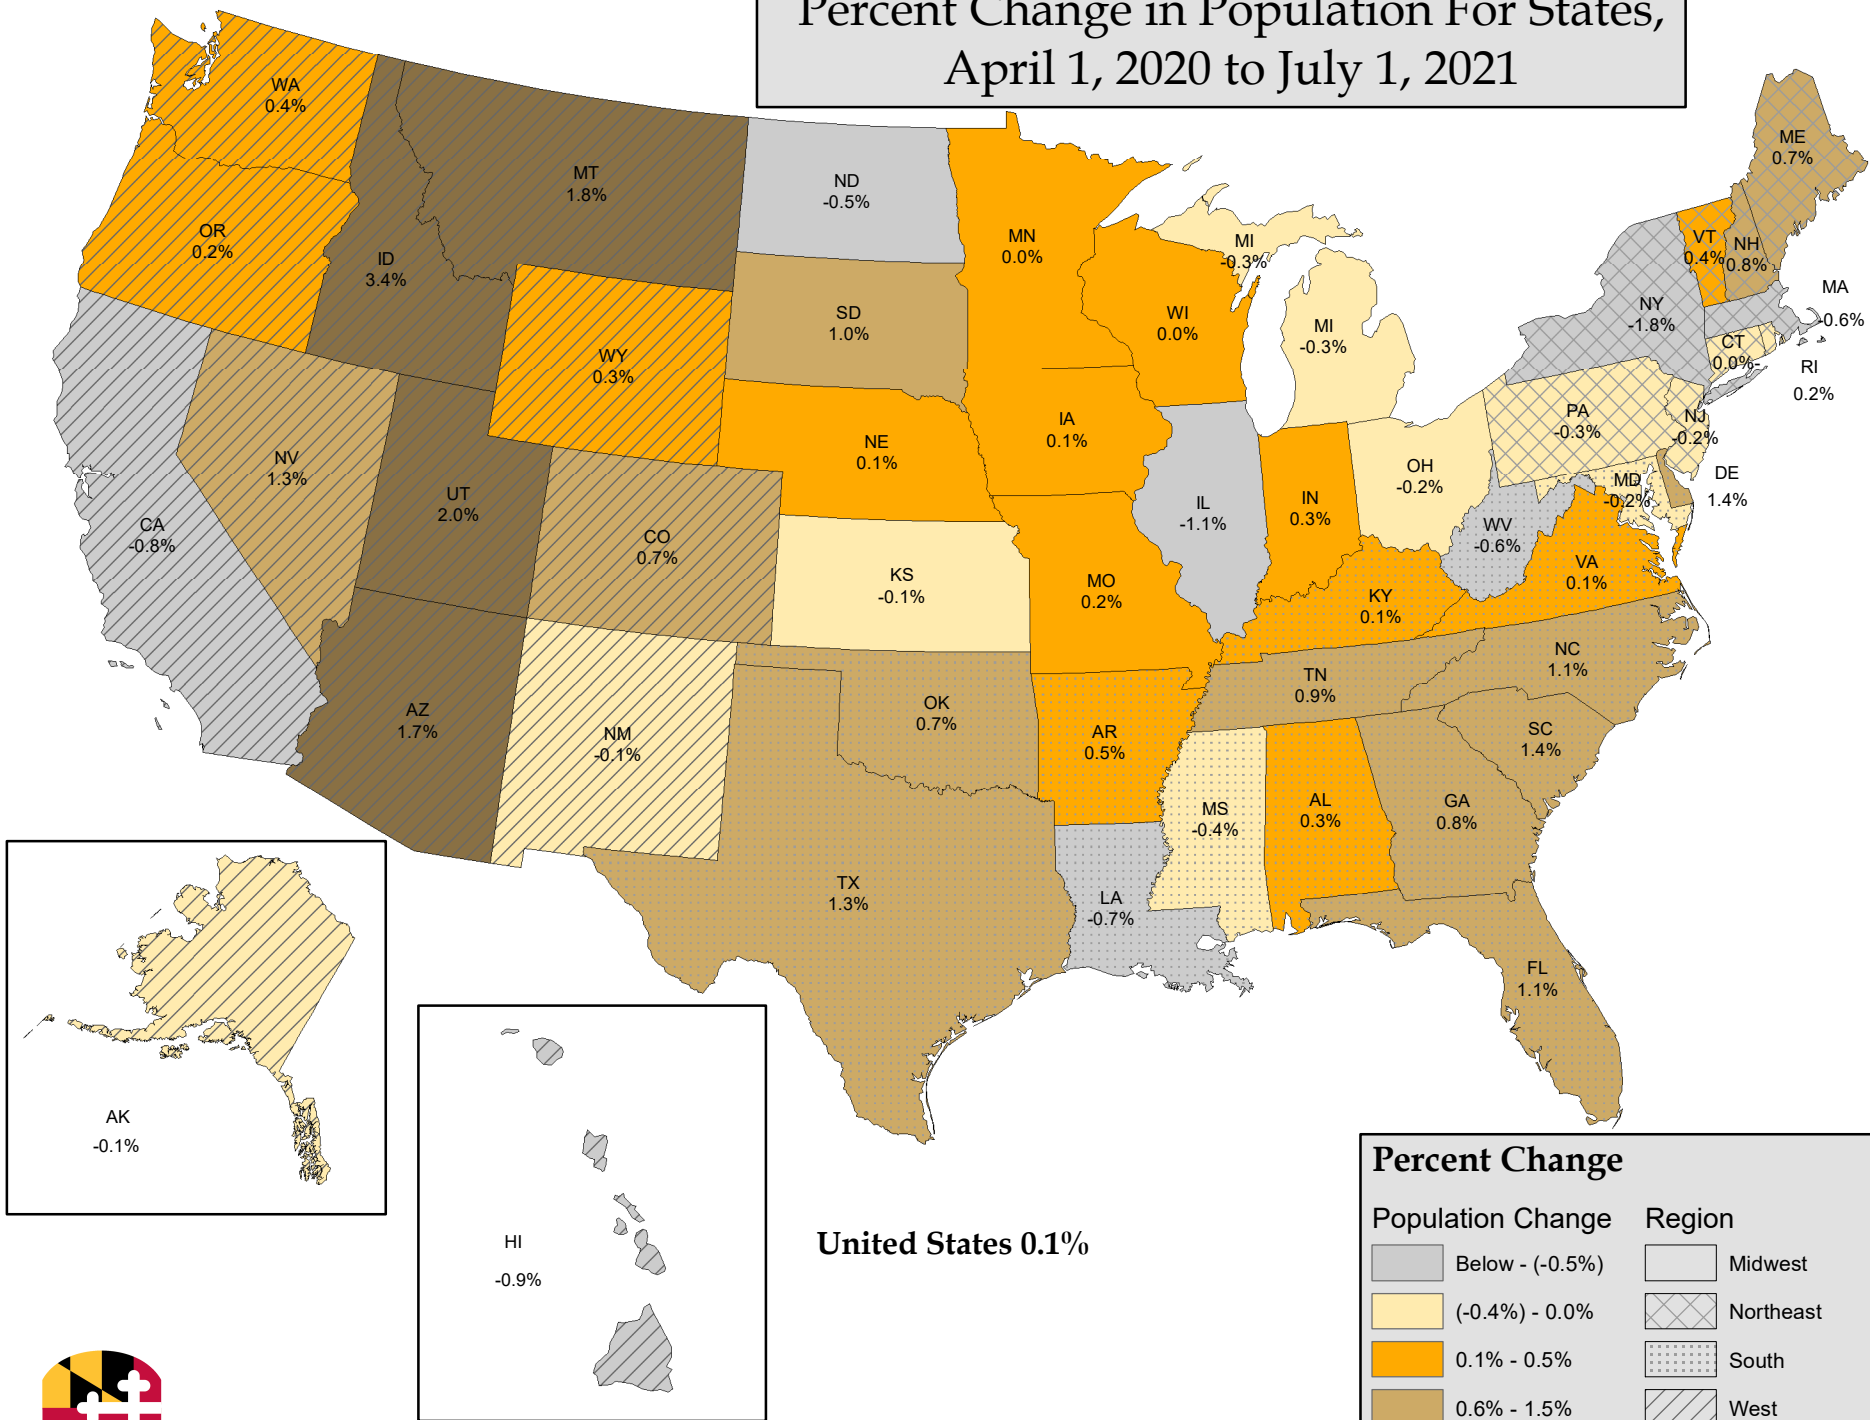 Percent Change in Population For States,
April 1, 2020 to July 1, 2021
WA
0.4%
OR
0.2%
CA
-0.8%
ID
3.4%
MT
1.8%
WY
0.3%
NV
1.3%
UT
2.0%
CO
0.7%
AZ
1.7%
NM
-0.1%
ND
-0.5%
SD
1.0%
NE
0.1%
KS
-0.1%
OK
0.7%
TX
1.3%
MN
0.0%
IA
0.1%
MO
0.2%
AR
0.5%
LA
-0.7%
WI
0.0%
IL
-1.1%
MI
-0.3%
MI
-0.3%
IN
0.3%
OH
-0.2%
KY
0.1%
TN
0.9%
MS
-0.4%
AL
0.3%
GA
0.8%
FL
1.1%
SC
1.4%
NC
1.1%
VA
0.1%
WV
-0.6%
MD
-0.2%
DE
1.4%
PA
-0.3%
NJ
-0.2%
NY
-1.8%
CT
0.0%-
RI
0.2%
MA
-0.6%
VT
0.4%
NH
0.8%
ME
0.7%
AK
-0.1%
HI
-0.9%
United States 0.1%
Percent Change
Population Change
Region
Below - (-0.5%)
Midwest
(-0.4%) - 0.0%
Northeast
0.1% - 0.5%
South
0.6% - 1.5%
West